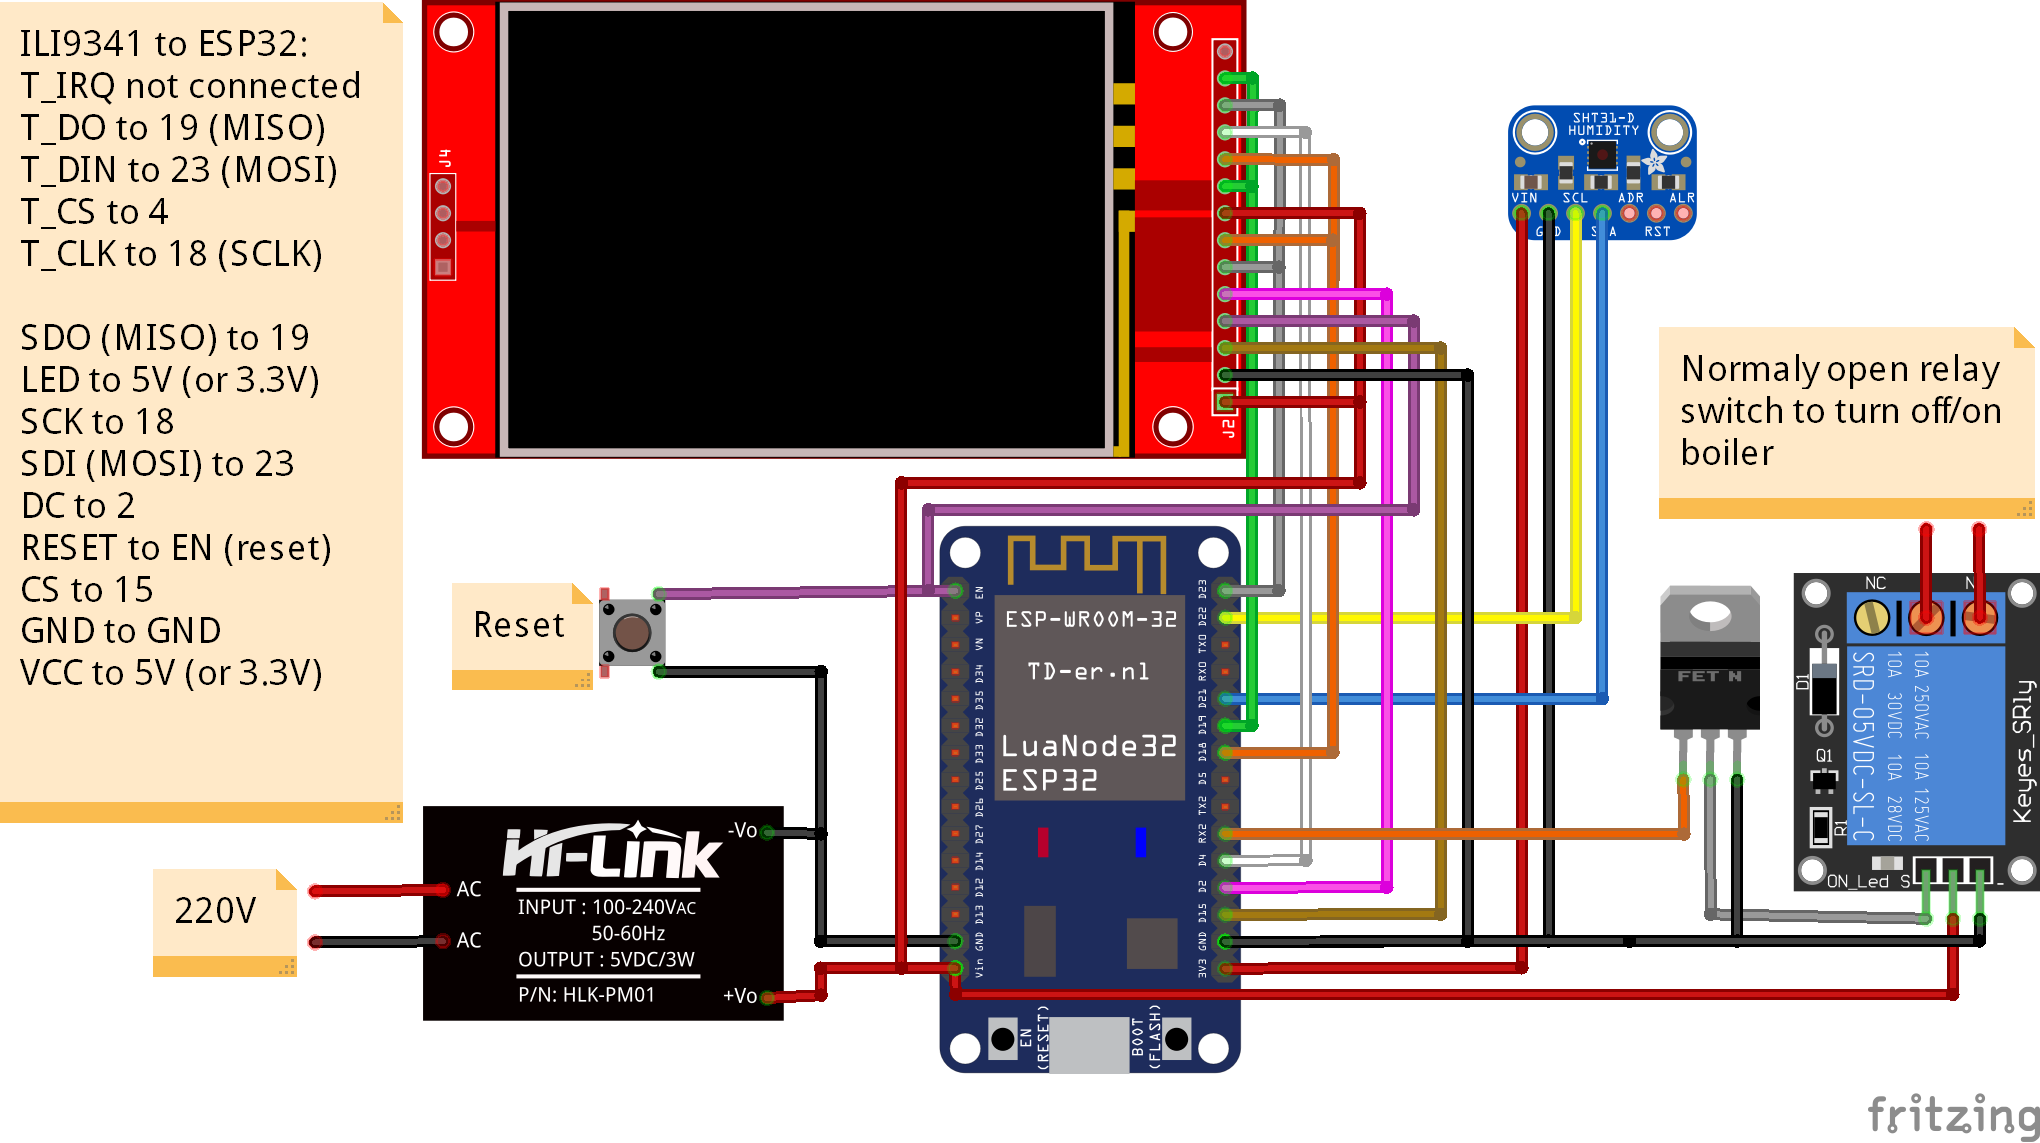 ILI9341 to ESP32:
T_IRQ not connected
T_DO to 19 (MISO)
T_DIN to 23 (MOSI)
T_CS to 4
T_CLK to 18 (SCLK)
SDO (MISO) to 19
LED to 5V (or 3.3V)
SCK to 18
SDI (MOSI) to 23
DC to 2
RESET to EN (reset)
CS to 15
GND to GND
VCC to 5V (or 3.3V)
J4
J2
SHT31-D
HUMIDITY
VIN
SCL
ADR
ALR
RST
Normaly open relay
switch to turn off/on
boiler
Reset
220V
Hi-Link
INPUT : 100-240VAC
50-60Hz
OUTPUT : 5VDC/3W
P/N: HLK-PM01
AC
AC
-Vo
+Vo
ESP-WROOM-32
TD-er.nl
LuaNode32
ESP32
EN
VP
VN
D34
D35
D32
D33
D25
D26
D27
D14
D12
D13
GND
Vin
D23
D22
TX0
RX0
D21
D19
D18
D5
TX2
RX2
D4
D2
D15
GND
3V3
EN
(RESET)
BOOT
(FLASH)
FET N
NC
D1
Q1
R1
SRD-05VDC-SL-C
10A 30VDC 10A 28VDC
10A 250VAC 10A 125VAC
Keyes_SRly
ON_Led S
-
fritzing